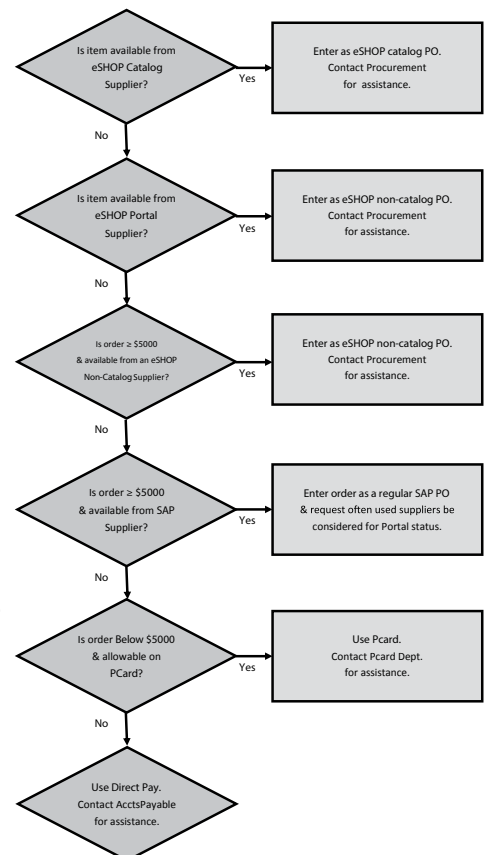 Is item available from
eSHOP Catalog
Supplier?
Yes
Enter as eSHOP catalog PO.
Contact Procurement
for assistance.
No
Is item available from
eSHOP Portal
Supplier?
Yes
Enter as eSHOP non-catalog PO.
Contact Procurement
for assistance.
No
Is order ≥ $5000
& available from an eSHOP
Non-Catalog Supplier?
Yes
Enter as eSHOP non-catalog PO.
Contact Procurement
for assistance.
No
Is order ≥ $5000
& available from SAP
Supplier?
Yes
Enter order as a regular SAP PO
& request often used suppliers be
considered for Portal status.
No
Is order Below $5000
& allowable on
PCard?
Yes
Use Pcard.
Contact Pcard Dept.
for assistance.
No
Use Direct Pay.
Contact AcctsPayable
for assistance.